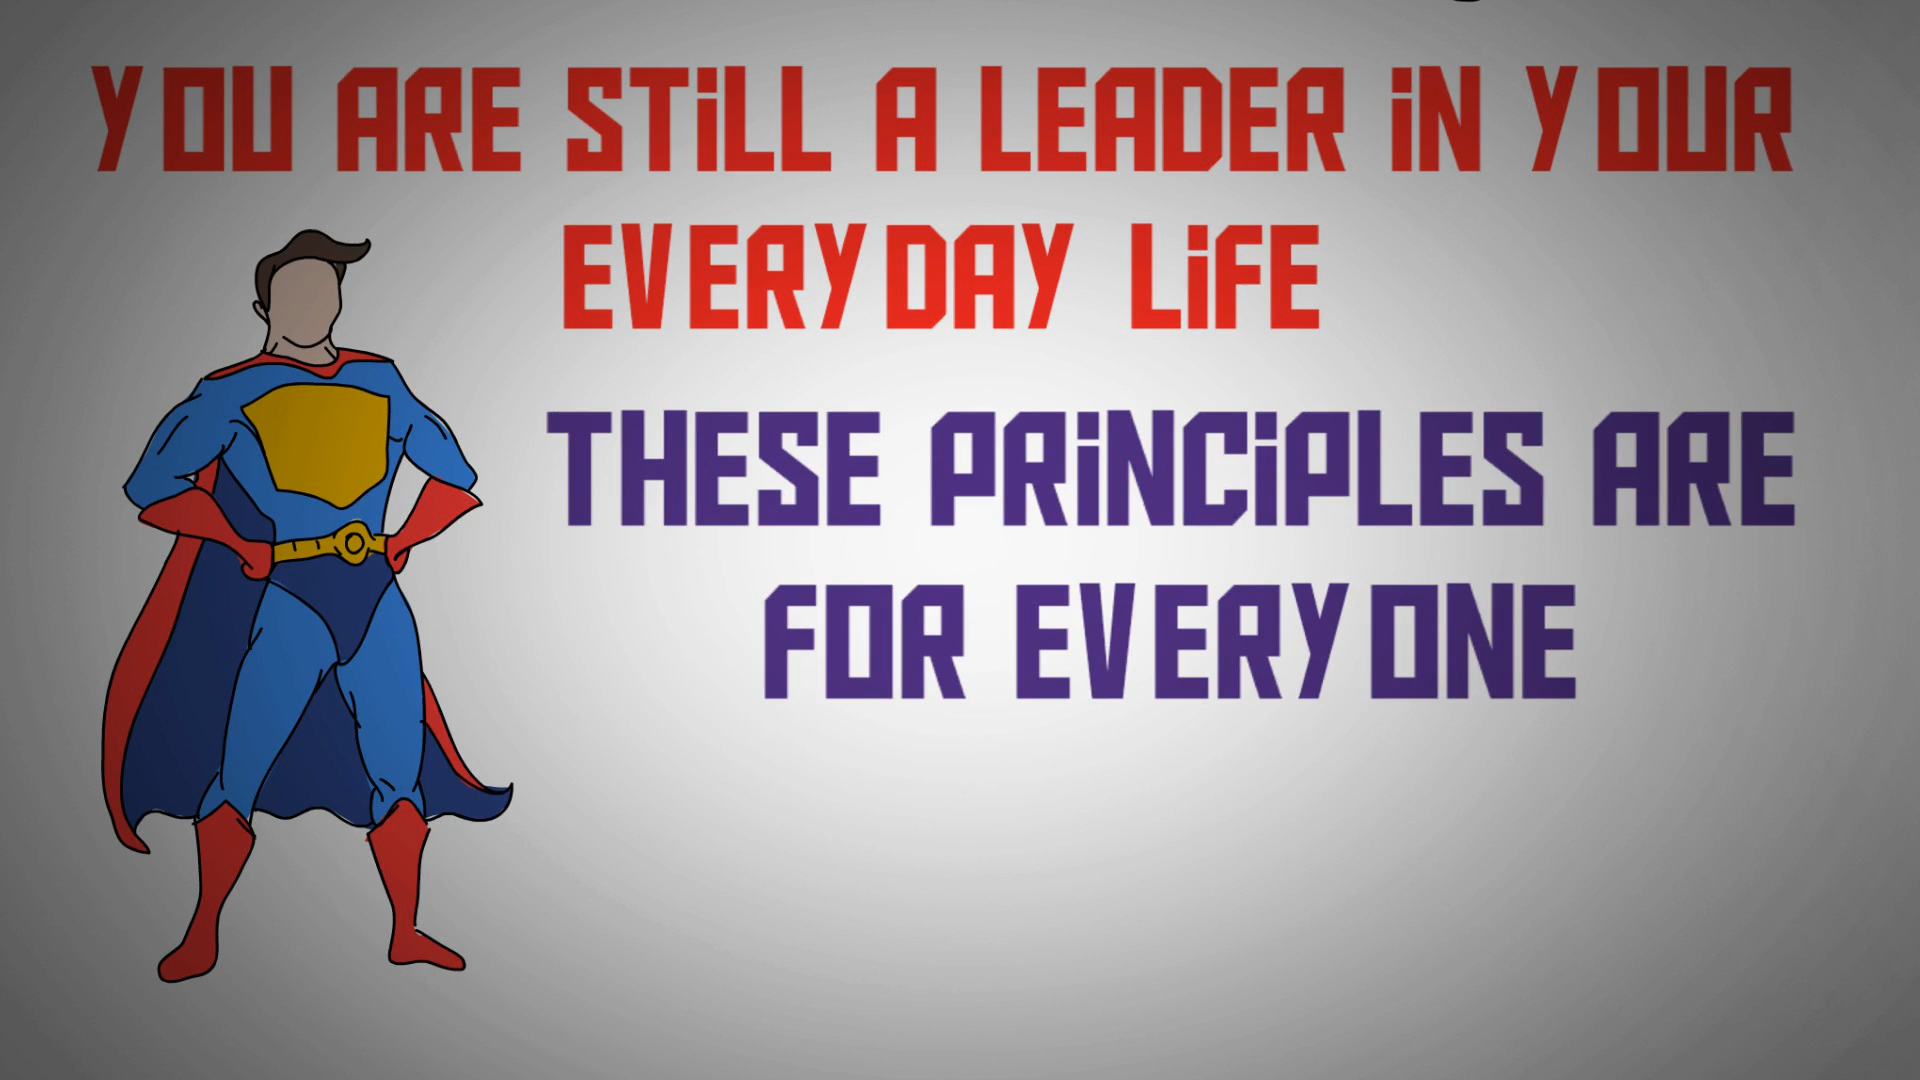 YOU ARE STiLL A LEADER iN YOUR
EVERYDAY LiFE
THESE PRiNCiPLES ARE
FOR EVERYONE